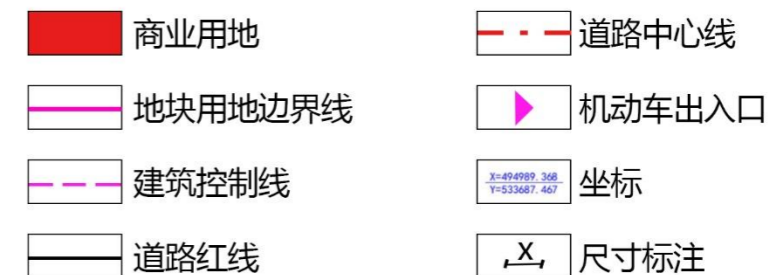 商业用地
道路中心线
地块用地边界线
机动车出入口
建筑控制线
X=494989.368
Y=533687.467
坐标
道路红线
X
尺寸标注